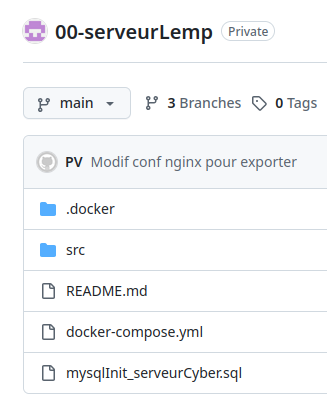 00-serveurLemp Private
main 3 Branches 0 Tags
PV Modif conf nginx pour exporter
.docker
src
README.md
docker-compose.yml
mysqlInit_serveurCyber.sql